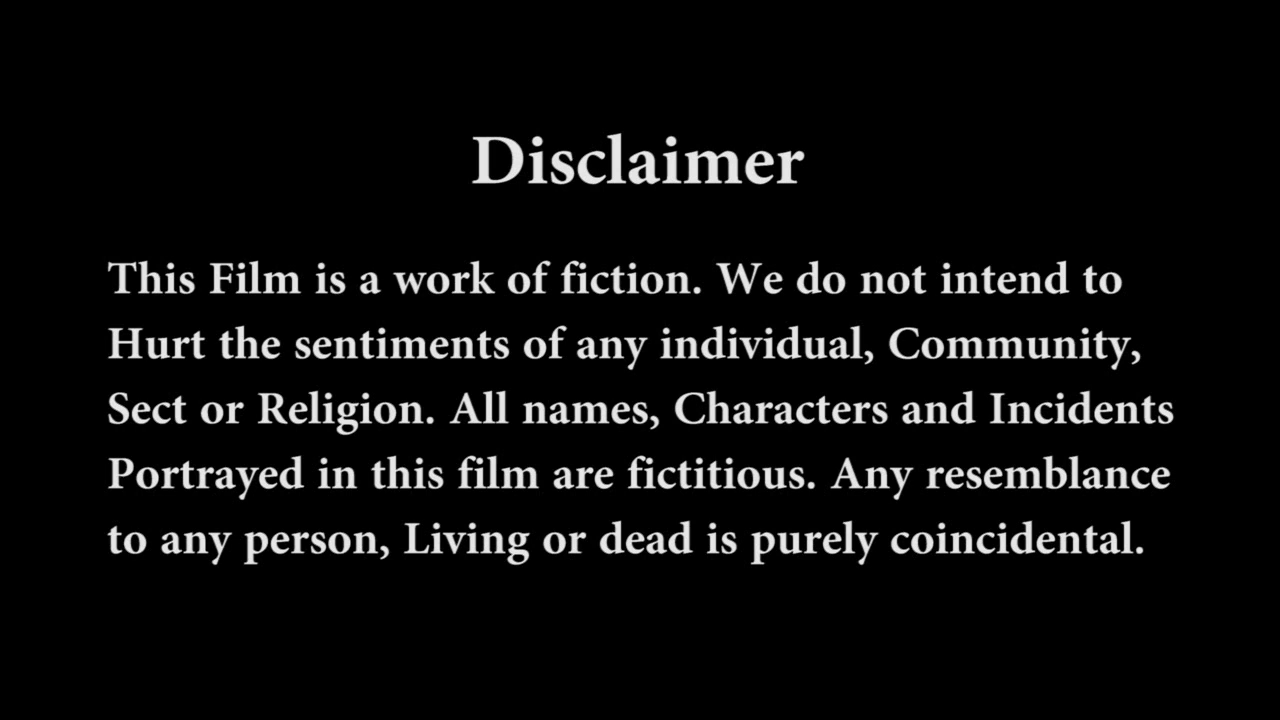 Disclaimer
This Film is a work of fiction. We do not intend to
Hurt the sentiments of any individual, Community,
Sect or Religion. All names, Characters and Incidents
Portrayed in this film are fictitious. Any resemblance
to any person, Living or dead is purely coincidental.